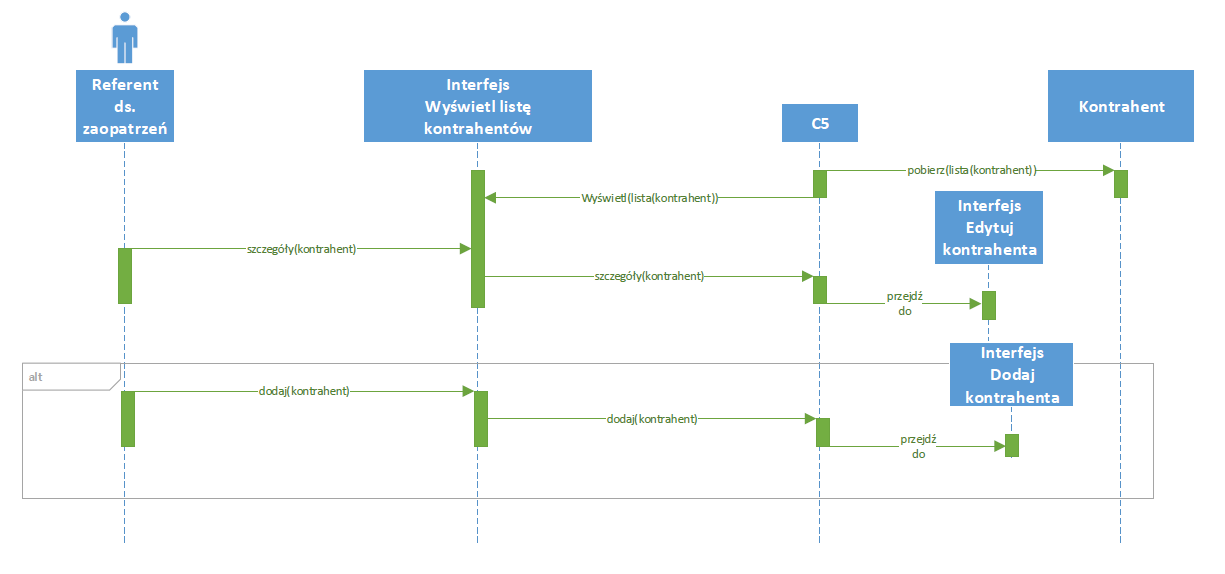 Referent
ds.
zaopatrzeń
Interfejs
Wyświetl listę
kontrahentów
C5
Kontrahent
pobierz(lista(kontrahent))
Wyświetl(lista(kontrahent))
Interfejs
Edytuj
kontrahenta
szczegóły(kontrahent)
szczegóły(kontrahent)
przejdź
do
Interfejs
Dodaj
kontrahenta
alt
dodaj(kontrahent)
dodaj(kontrahent)
przejdź
do